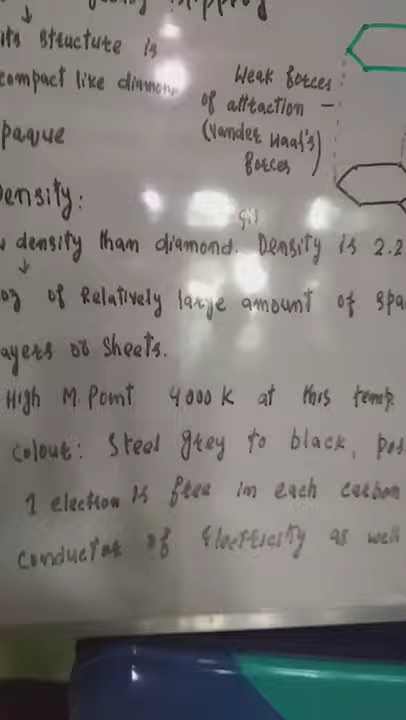 its structure is
compact like diamond
Weak forces
of attraction –
(Vander Waal's)
forces
paque
Density:
density than diamond. Density is 2.2
of Relatively large amount of spa
ayers or sheets.
High M. Point 4000 K at this temp
Colour: Steel grey to black, pos
1 electron is free in each carbon
conductor of Electricity as well